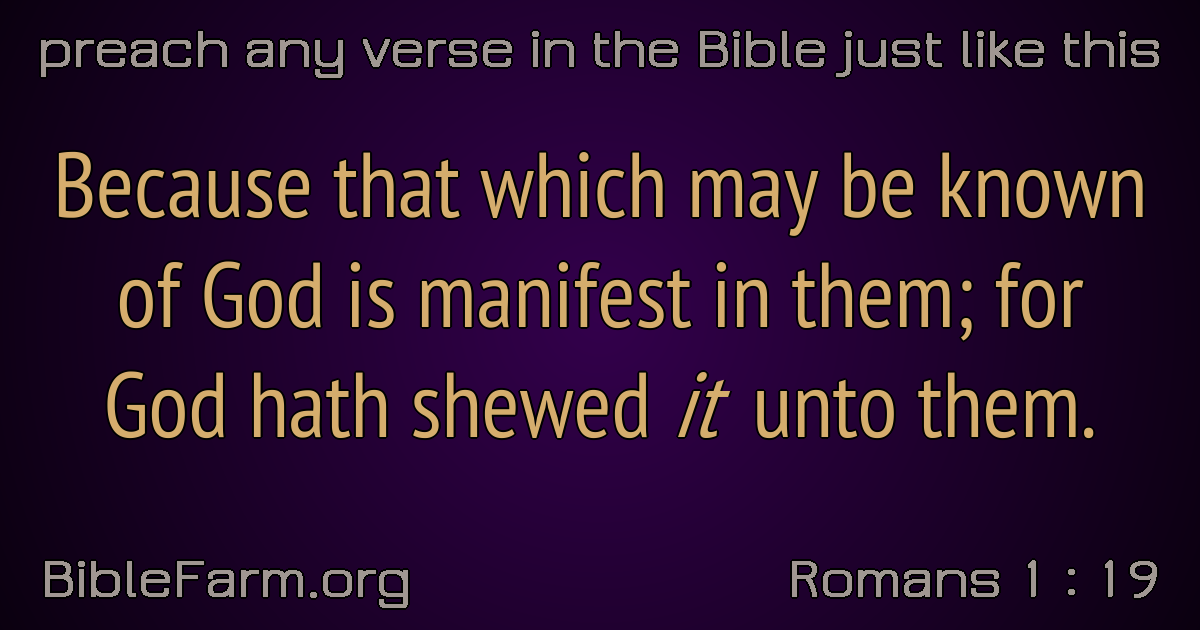 preach any verse in the Bible just like this
Because that which may be known
of God is manifest in them; for
God hath shewed it unto them.
BibleFarm.org
Romans 1 : 19